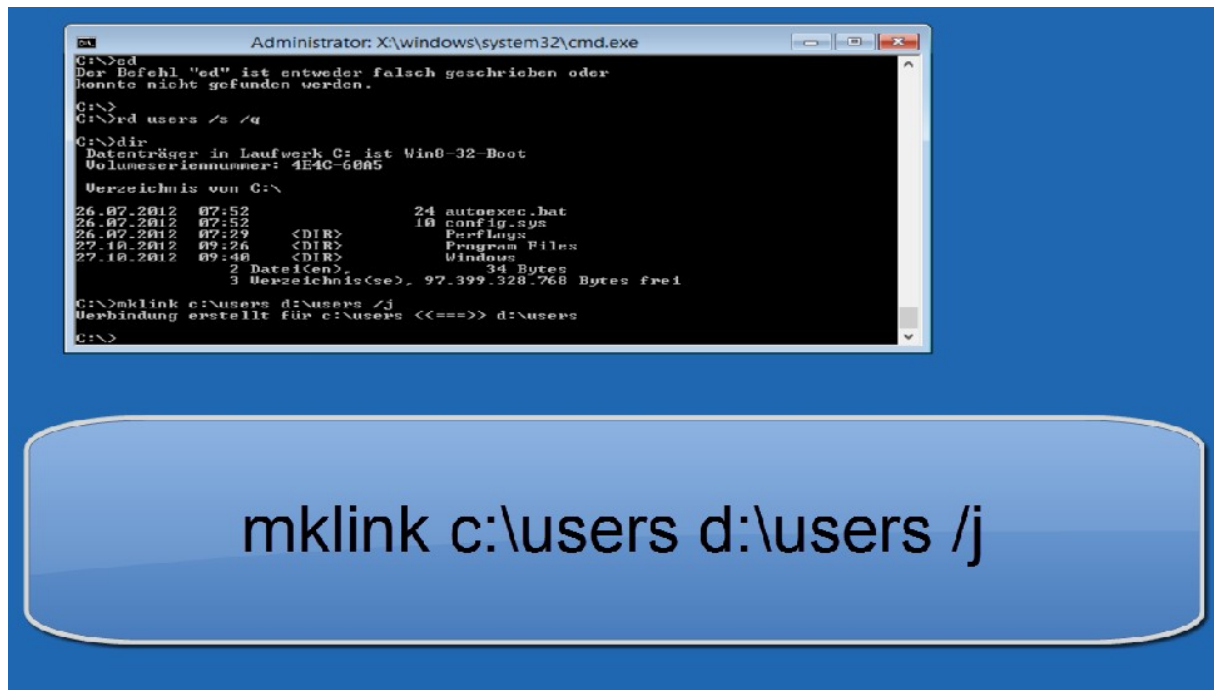 Administrator: X:\windows\system32\cmd.exe
C:\>ed
Der Befehl "ed" ist entweder falsch geschrieben oder
konnte nicht gefunden werden.
C:\>
C:\>rd users /s /q
C:\>dir
Datenträger in Laufwerk C: ist Win8-32-Boot
Volumeseriennummer: 4E4C-60A5
Verzeichnis von C:\
26.07.2012 07:52 24 autoexec.bat
26.07.2012 07:52 10 config.sys
26.07.2012 07:29 <DIR> PerfLogs
27.10.2012 09:26 <DIR> Program Files
27.10.2012 09:40 <DIR> Windows
2 Datei(en), 34 Bytes
3 Verzeichnis(se), 97.399.328.768 Bytes frei
C:\>mklink c:\users d:\users /j
Verbindung erstellt für c:\users <<===>> d:\users
C:\>
mklink c:\users d:\users /j